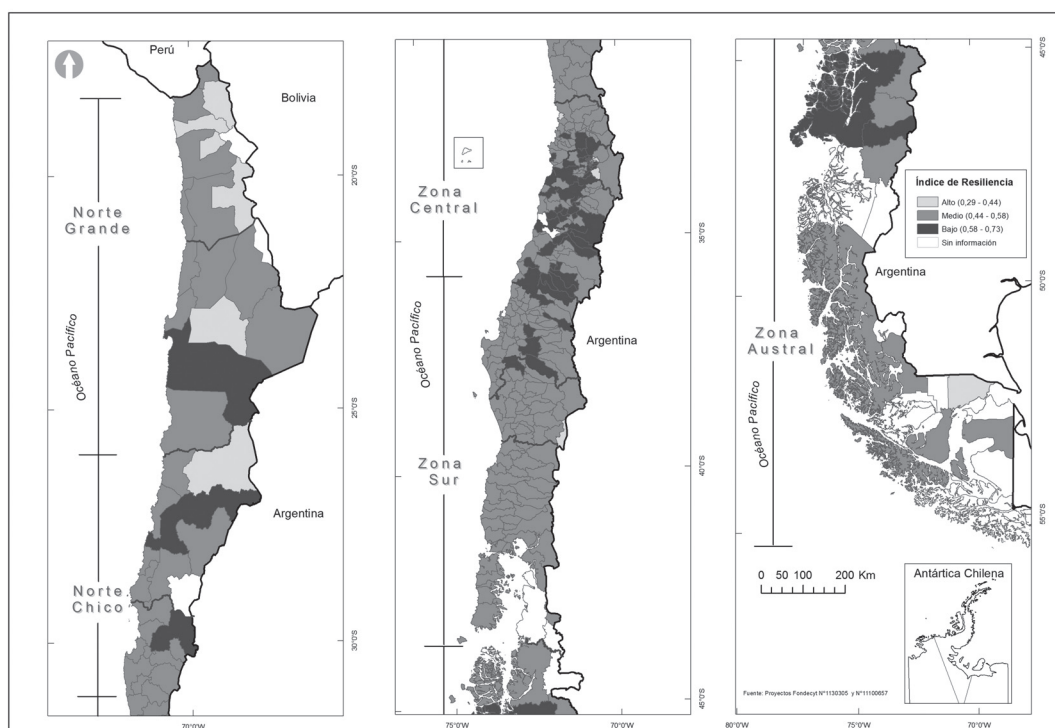 Perú
Bolivia
Norte
Grande
Océano Pacífico
Argentina
Norte
Chico
20°0'S
25°0'S
30°0'S
70°0'W
Zona
Central
Océano Pacífico
Argentina
Zona
Sur
35°0'S
40°0'S
45°0'S
75°0'W
70°0'W
45°0'S
Índice de Resiliencia
Alto (0,29 - 0,44)
Medio (0,44 - 0,58)
Bajo (0,58 - 0,73)
Sin información
Argentina
50°0'S
Zona
Austral
Océano Pacífico
55°0'S
0 50 100 200 Km
Antártica Chilena
Fuente: Proyectos Fondecyt N°1130305 y N°11100657
80°0'W
75°0'W
70°0'W